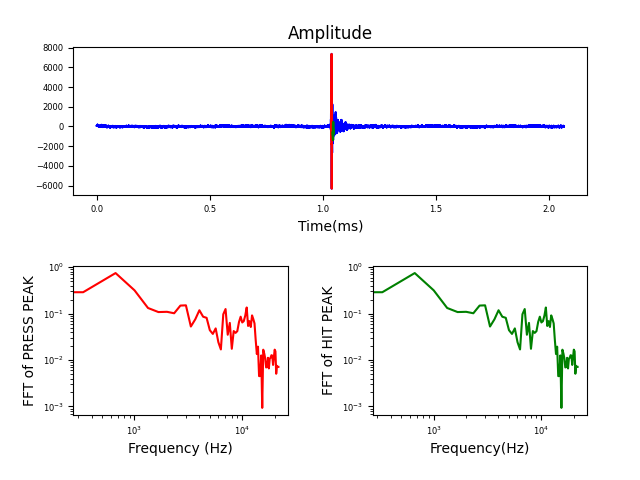 Amplitude
8000
6000
4000
2000
0
−2000
−4000
−6000
0.0 0.5 1.0 1.5 2.0
Time(ms)
FFT of PRESS PEAK
10⁰
10⁻¹
10⁻²
10⁻³
10³ 10⁴
Frequency (Hz)
FFT of HIT PEAK
10⁰
10⁻¹
10⁻²
10⁻³
10³ 10⁴
Frequency(Hz)